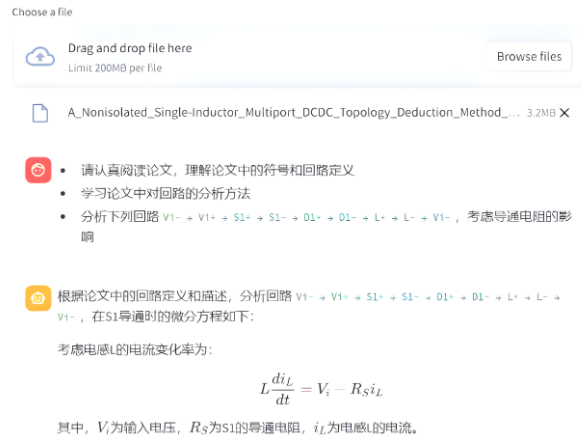 Choose a file
Drag and drop file here
Limit 200MB per file
Browse files
A_Nonisolated_Single-Inductor_Multiport_DCDC_Topology_Deduction_Method_... 3.2MB ×
• 请认真阅读论文，理解论文中的符号和回路定义
• 学习论文中对回路的分析方法
• 分析下列回路 Vi- → Vi+ → S1+ → S1- → D1+ → D1- → L+ → L- → Vi- ，考虑导通电阻的影
响
根据论文中的回路定义和描述，分析回路 Vi- → Vi+ → S1+ → S1- → D1+ → D1- → L+ → L- →
Vi- ，在S1导通时的微分方程如下：
考虑电感L的电流变化率为：
L di_L/dt = V_i − R_S i_L
其中，V_i为输入电压，R_S为S1的导通电阻，i_L为电感L的电流。